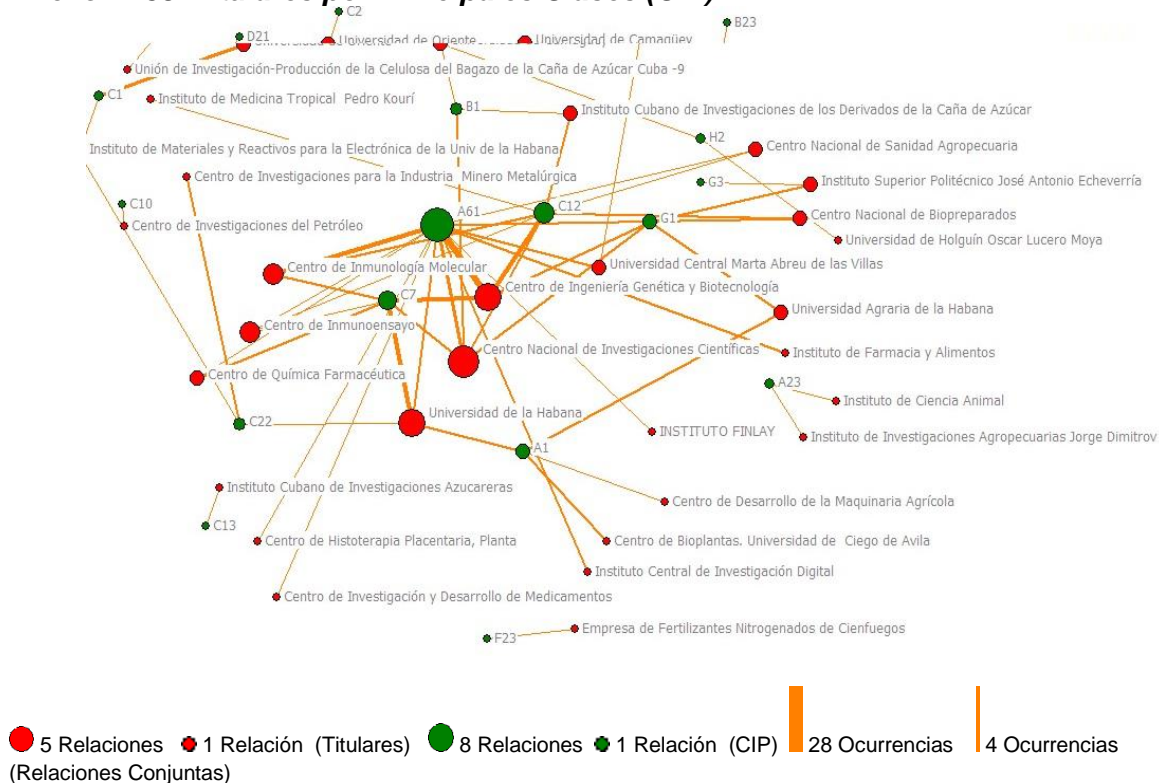 C2
B23
D21
Universidad de Oriente
Universidad de Camagüey
Unión de Investigación-Producción de la Celulosa del Bagazo de la Caña de Azúcar Cuba -9
C1
Instituto de Medicina Tropical Pedro Kourí
B1
Instituto Cubano de Investigaciones de los Derivados de la Caña de Azúcar
H2
Instituto de Materiales y Reactivos para la Electrónica de la Univ de la Habana
Centro Nacional de Sanidad Agropecuaria
Centro de Investigaciones para la Industria Minero Metalúrgica
G3
Instituto Superior Politécnico José Antonio Echeverría
C10
A61
C12
G1
Centro Nacional de Biopreparados
Centro de Investigaciones del Petróleo
Universidad de Holguín Oscar Lucero Moya
Centro de Inmunología Molecular
Universidad Central Marta Abreu de las Villas
C7
Centro de Ingeniería Genética y Biotecnología
Universidad Agraria de la Habana
Centro de Inmunoensayo
Centro Nacional de Investigaciones Científicas
Instituto de Farmacia y Alimentos
Centro de Química Farmacéutica
A23
Instituto de Ciencia Animal
Universidad de la Habana
C22
INSTITUTO FINLAY
Instituto de Investigaciones Agropecuarias Jorge Dimitrov
A1
Instituto Cubano de Investigaciones Azucareras
Centro de Desarrollo de la Maquinaria Agrícola
C13
Centro de Histoterapia Placentaria, Planta
Centro de Bioplantas. Universidad de Ciego de Avila
Instituto Central de Investigación Digital
Centro de Investigación y Desarrollo de Medicamentos
Empresa de Fertilizantes Nitrogenados de Cienfuegos
F23
5 Relaciones 1 Relación (Titulares) 8 Relaciones 1 Relación (CIP) 28 Ocurrencias 4 Ocurrencias
(Relaciones Conjuntas)